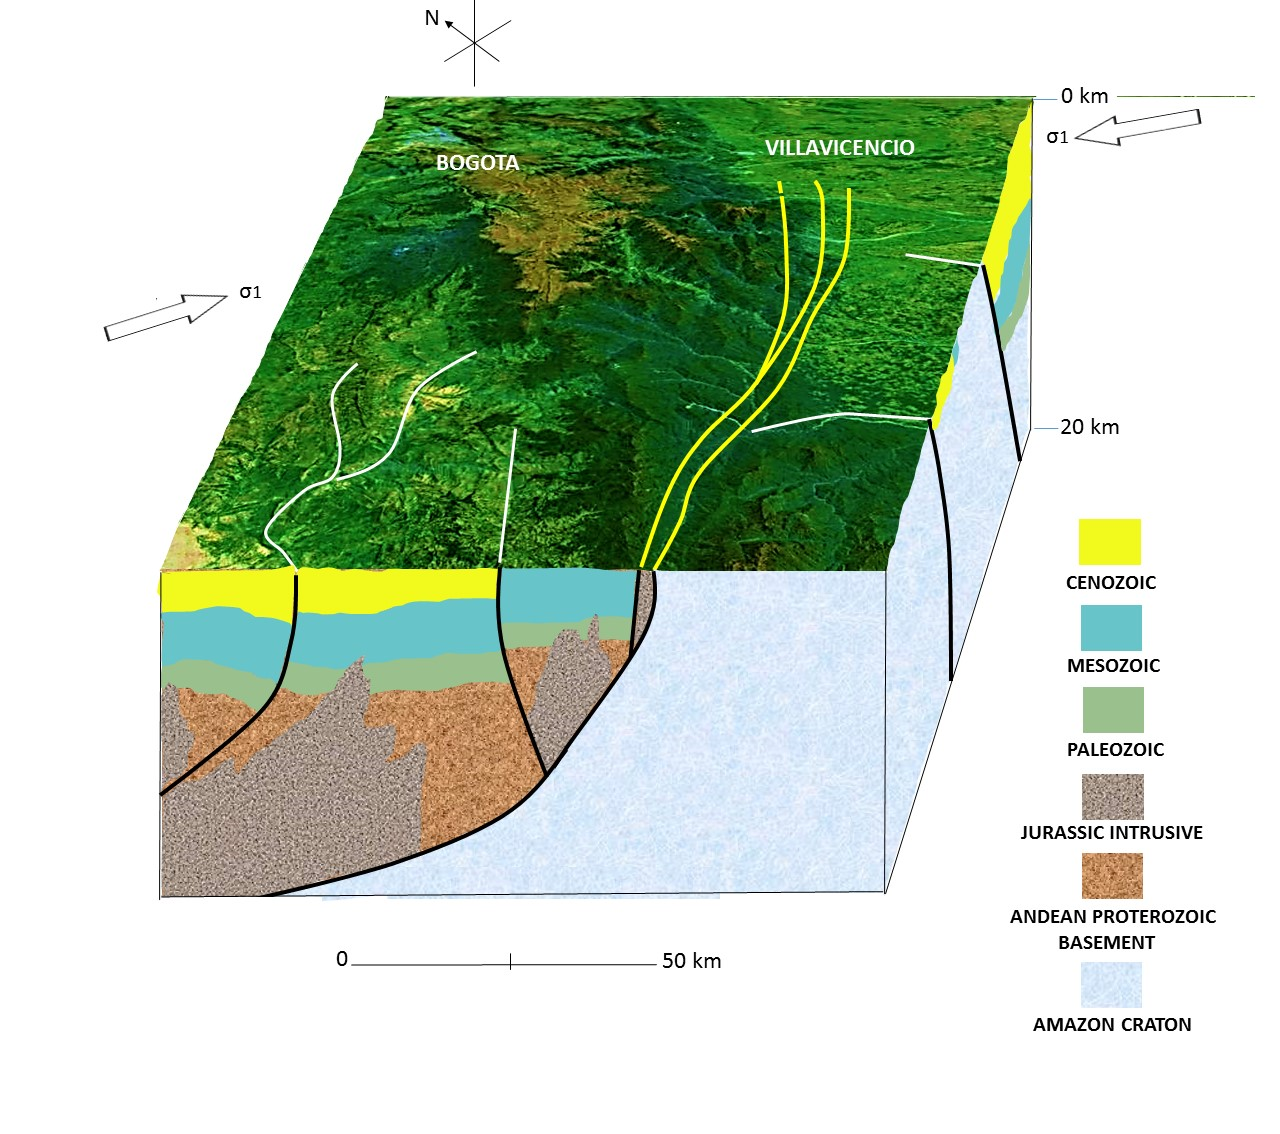 N
0 km
σ1
VILLAVICENCIO
BOGOTA
σ1
20 km
CENOZOIC
MESOZOIC
PALEOZOIC
JURASSIC INTRUSIVE
ANDEAN PROTEROZOIC
BASEMENT
0 50 km
AMAZON CRATON